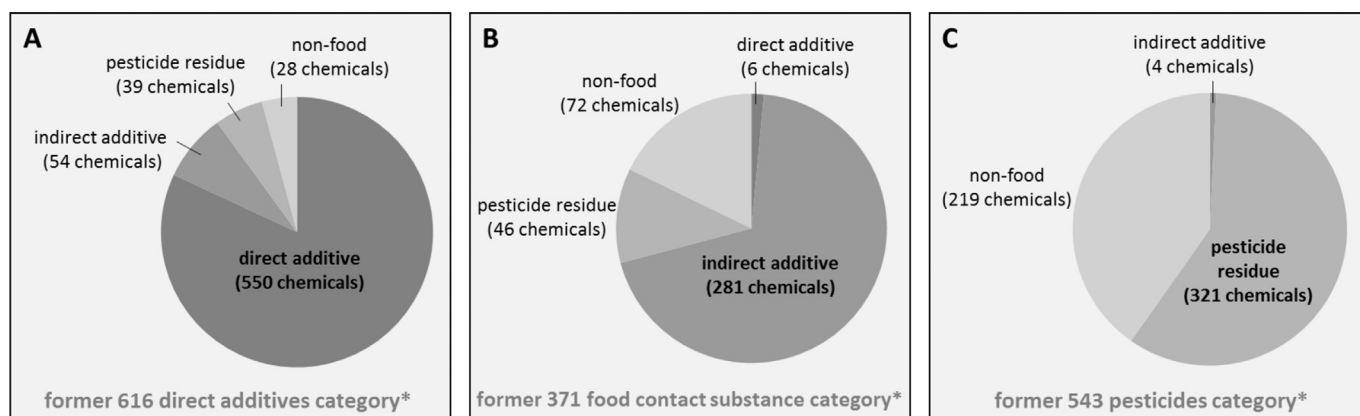 A
non-food
(28 chemicals)
pesticide residue
(39 chemicals)
indirect additive
(54 chemicals)
direct additive
(550 chemicals)
former 616 direct additives category*
B
direct additive
(6 chemicals)
non-food
(72 chemicals)
pesticide residue
(46 chemicals)
indirect additive
(281 chemicals)
former 371 food contact substance category*
C
indirect additive
(4 chemicals)
non-food
(219 chemicals)
pesticide
residue
(321 chemicals)
former 543 pesticides category*